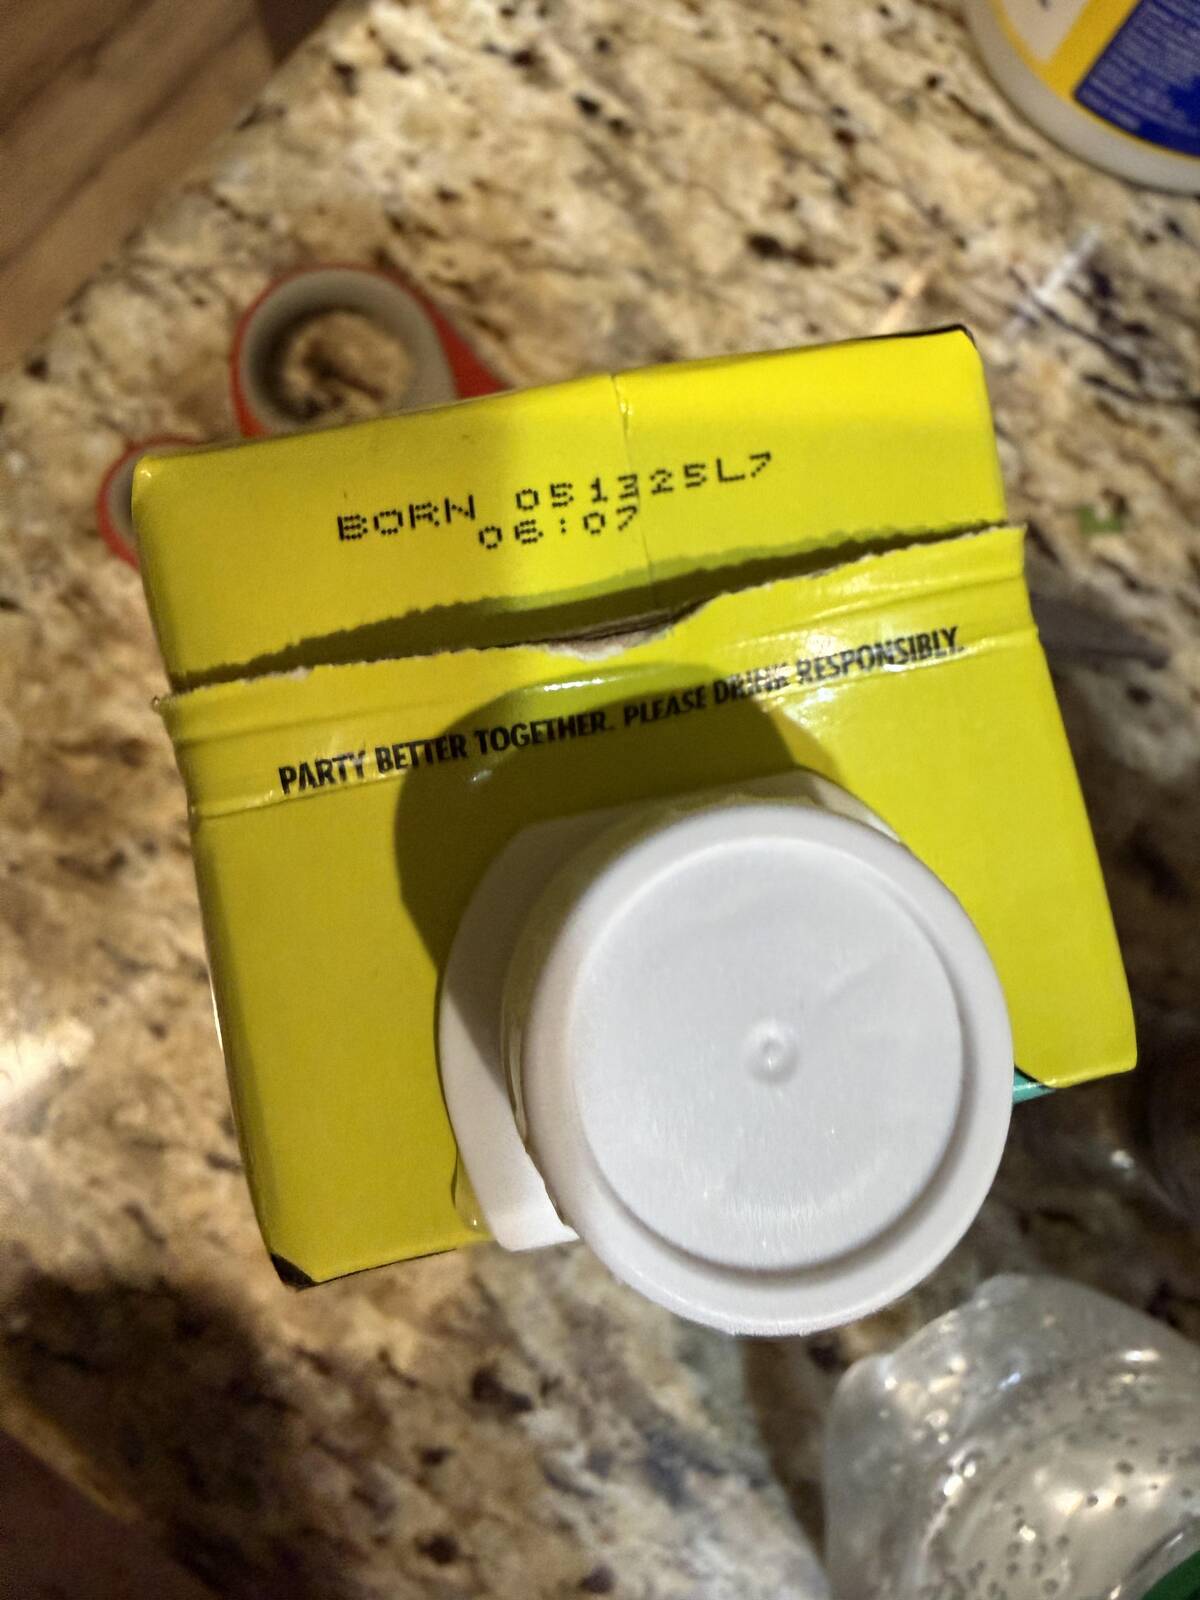 BORN 051325L7
06:07
PARTY BETTER TOGETHER. PLEASE DRINK RESPONSIBLY.